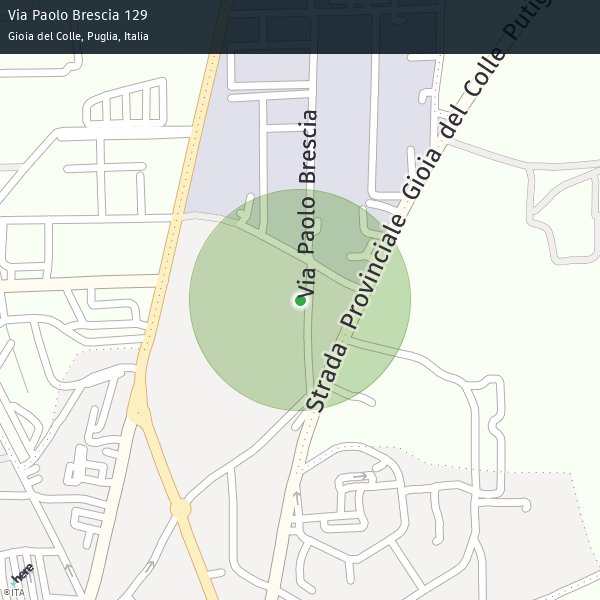 Via Paolo Brescia 129
Gioia del Colle, Puglia, Italia
Via Paolo Brescia
Strada Provinciale Gioia del Colle Putig
here
©ITA